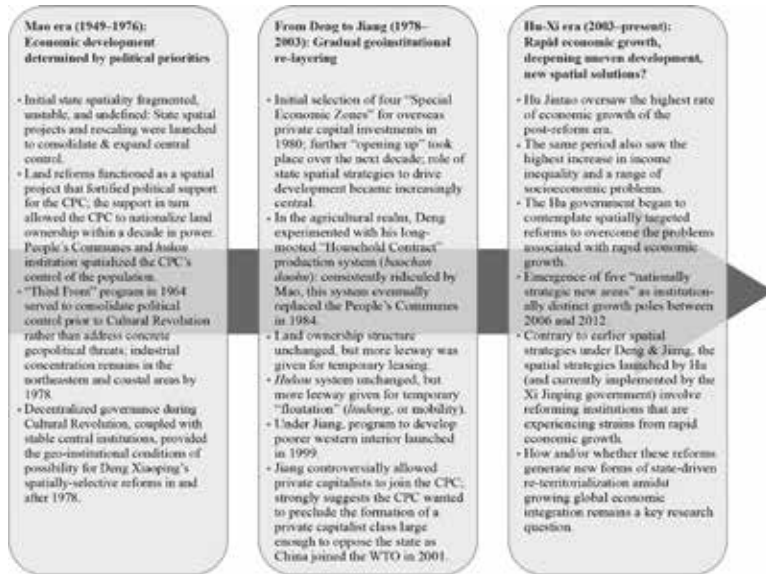 Mao era (1949–1976):
Economic development
determined by political priorities
• Initial state spatiality fragmented,
unstable, and undefined: State spatial
projects and rescaling were launched
to consolidate & expand central
control.
• Land reforms functioned as a spatial
project that fortified political support
for the CPC; the support in turn
allowed the CPC to nationalize land
ownership within a decade in power.
People's Communes and hukou
institution spatialized the CPC's
control of the population.
• "Third Front" program in 1964
served to consolidate political
control prior to Cultural Revolution
rather than address concrete
geopolitical threats; industrial
concentration remains in the
northeastern and coastal areas by
1978.
• Decentralized governance during
Cultural Revolution, coupled with
stable central institutions, provided
the geo-institutional conditions of
possibility for Deng Xiaoping's
spatially-selective reforms in and
after 1978.
From Deng to Jiang (1978–
2003): Gradual geoinstitutional
re-layering
• Initial selection of four "Special
Economic Zones" for overseas
private capital investments in
1980; further "opening up" took
place over the next decade; role of
state spatial strategies to drive
development became increasingly
central.
• In the agricultural realm, Deng
experimented with his long-
mooted "Household Contract"
production system (baochan
daohu): consistently ridiculed by
Mao, this system eventually
replaced the People's Communes
in 1984.
• Land ownership structure
unchanged, but more leeway was
given for temporary leasing.
• Hukou system unchanged, but
more leeway given for temporary
"floatation" (liudong, or mobility).
• Under Jiang, program to develop
poorer western interior launched
in 1999.
• Jiang controversially allowed
private capitalists to join the CPC;
strongly suggests the CPC wanted
to preclude the formation of a
private capitalist class large
enough to oppose the state as
China joined the WTO in 2001.
Hu-Xi era (2003–present):
Rapid economic growth,
deepening uneven development,
new spatial solutions?
• Hu Jintao oversaw the highest rate
of economic growth of the
post-reform era.
• The same period also saw the
highest increase in income
inequality and a range of
socioeconomic problems.
• The Hu government began to
contemplate spatially targeted
reforms to overcome the problems
associated with rapid economic
growth.
• Emergence of five "nationally
strategic new areas" as institution-
ally distinct growth poles between
2006 and 2012.
• Contrary to earlier spatial
strategies under Deng & Jiang, the
spatial strategies launched by Hu
(and currently implemented by the
Xi Jinping government) involve
reforming institutions that are
experiencing strains from rapid
economic growth.
• How and/or whether these reforms
generate new forms of state-driven
re-territorialization amidst
growing global economic
integration remains a key research
question.